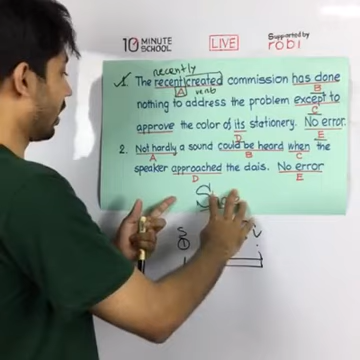 10 MINUTE SCHOOL
LIVE
Supported by
robi
recently
1. The recent created commission has done
A verb B
nothing to address the problem except to
C
approve the color of its stationery. No error.
D E
2. Not hardly a sound could be heard when the
A B C
speaker approached the dais. No error
D E
S
S V